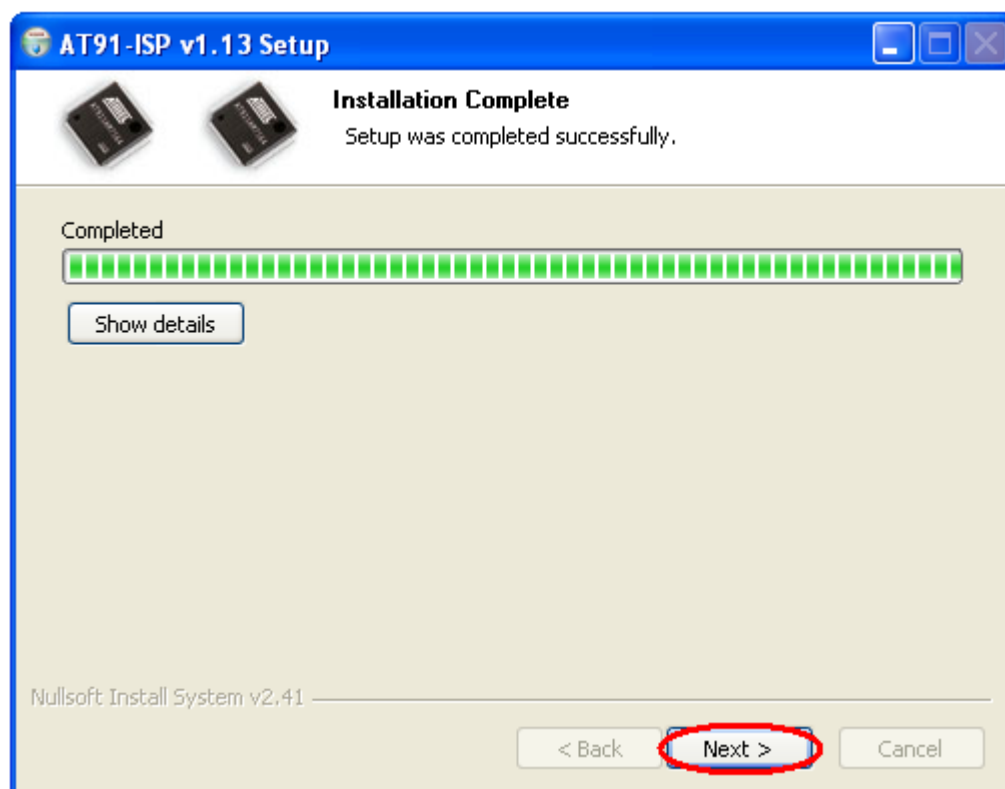 AT91-ISP v1.13 Setup
Installation Complete
Setup was completed successfully.
Completed
Show details
Nullsoft Install System v2.41
< Back
Next >
Cancel